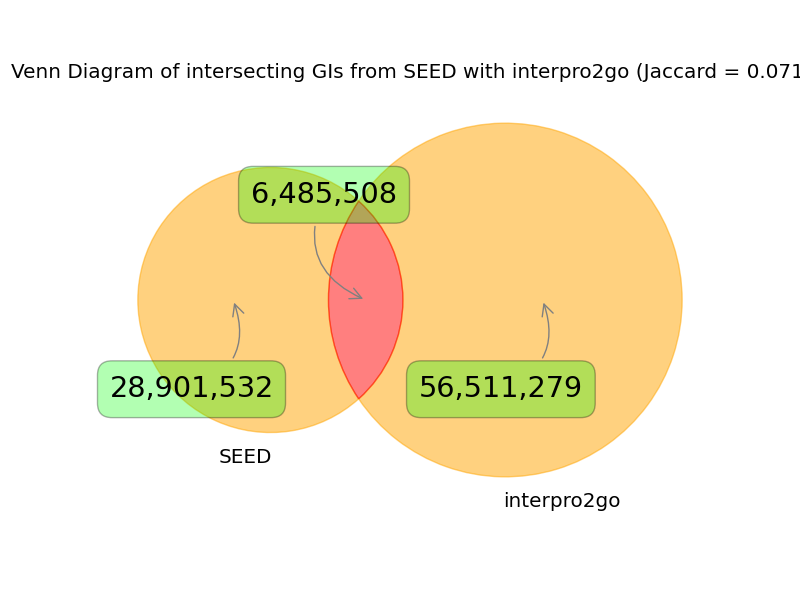 Venn Diagram of intersecting GIs from SEED with interpro2go (Jaccard = 0.071
6,485,508
28,901,532
56,511,279
SEED
interpro2go